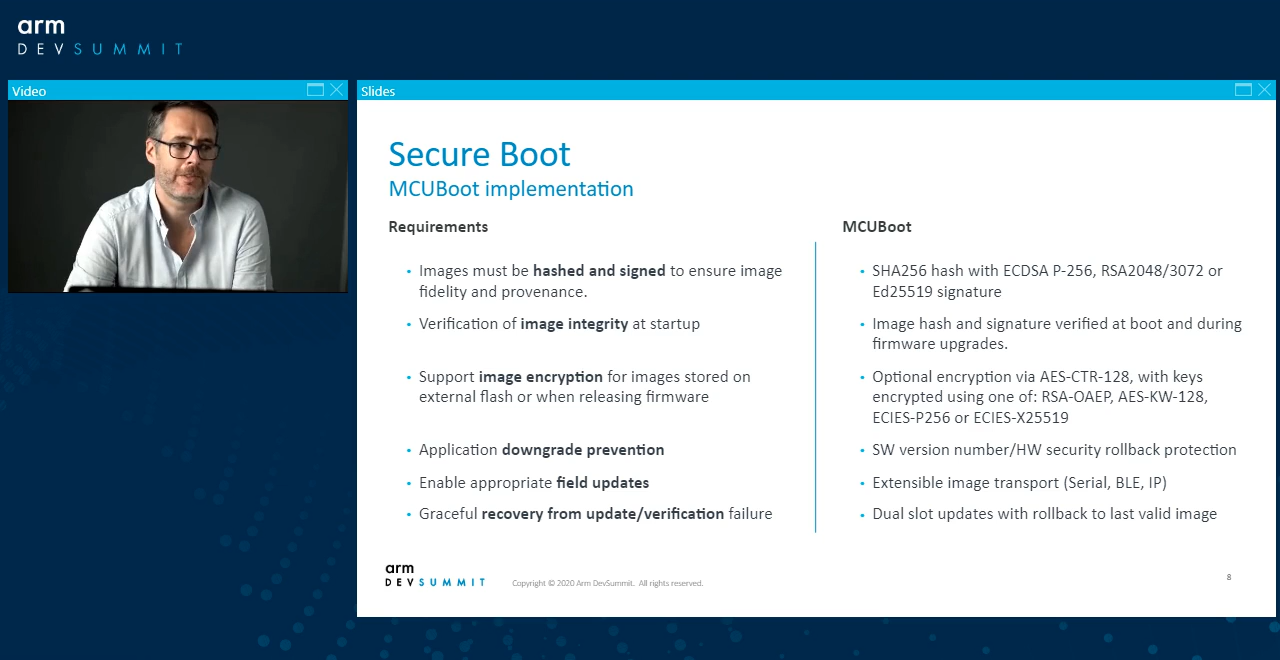 arm
DEVSUMMIT
Video
Slides
Secure Boot
MCUBoot implementation
Requirements
• Images must be hashed and signed to ensure image
fidelity and provenance.
• Verification of image integrity at startup
• Support image encryption for images stored on
external flash or when releasing firmware
• Application downgrade prevention
• Enable appropriate field updates
• Graceful recovery from update/verification failure
MCUBoot
• SHA256 hash with ECDSA P-256, RSA2048/3072 or
Ed25519 signature
• Image hash and signature verified at boot and during
firmware upgrades.
• Optional encryption via AES-CTR-128, with keys
encrypted using one of: RSA-OAEP, AES-KW-128,
ECIES-P256 or ECIES-X25519
• SW version number/HW security rollback protection
• Extensible image transport (Serial, BLE, IP)
• Dual slot updates with rollback to last valid image
arm
DEVSUMMIT
Copyright © 2020 Arm DevSummit. All rights reserved.
8